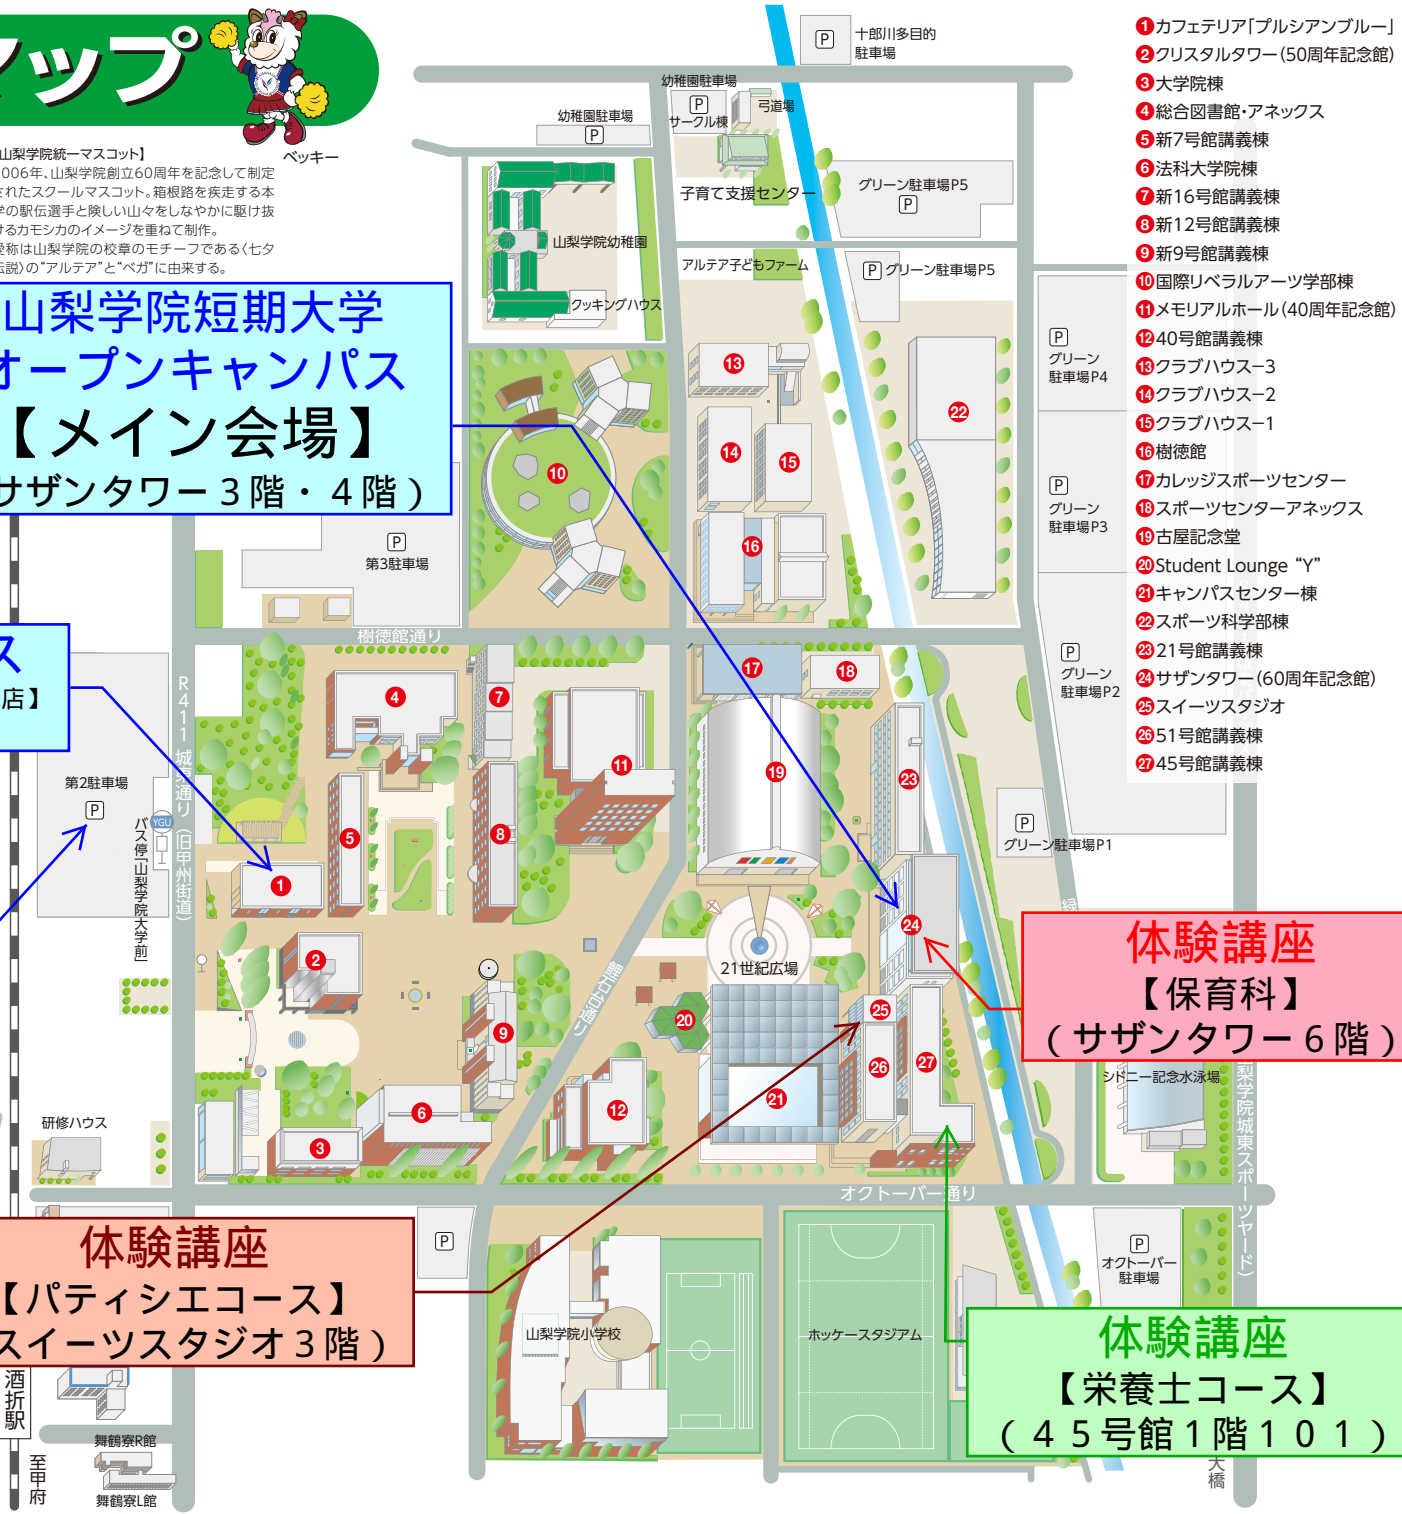 マップ
ベッキー
山梨学院統一マスコット】
006年、山梨学院創立60周年を記念して制定
されたスクールマスコット。箱根路を疾走する本
学の駅伝選手と険しい山々をしなやかに駆け抜
けるカモシカのイメージを重ねて制作。
愛称は山梨学院の校章のモチーフである〈七夕
伝説〉の“アルテア”と“ベガ”に由来する。
山梨学院短期大学
オープンキャンパス
【メイン会場】
サザンタワー３階・４階）
ス
店】
体験講座
【保育科】
（サザンタワー６階）
体験講座
【パティシエコース】
スイーツスタジオ３階）
体験講座
【栄養士コース】
（４５号館１階１０１）
1カフェテリア「プルシアンブルー」
2クリスタルタワー（50周年記念館）
3大学院棟
4総合図書館・アネックス
5新7号館講義棟
6法科大学院棟
7新16号館講義棟
8新12号館講義棟
9新9号館講義棟
10国際リベラルアーツ学部棟
11メモリアルホール（40周年記念館）
1240号館講義棟
13クラブハウス−3
14クラブハウス−2
15クラブハウス−1
16樹徳館
17カレッジスポーツセンター
18スポーツセンターアネックス
19古屋記念堂
20Student Lounge “Y”
21キャンパスセンター棟
22スポーツ科学部棟
2321号館講義棟
24サザンタワー（60周年記念館）
25スイーツスタジオ
2651号館講義棟
2745号館講義棟
P
十郎川多目的
駐車場
幼稚園駐車場
P
サークル棟
弓道場
幼稚園駐車場
P
子育て支援センター
グリーン駐車場P5
P
山梨学院幼稚園
アルテア子どもファーム
P グリーン駐車場P5
クッキングハウス
P
グリーン
駐車場P4
P
グリーン
駐車場P3
P
グリーン
駐車場P2
P
グリーン駐車場P1
P
第3駐車場
樹徳館通り
R411 城東通り（旧甲州街道）
第2駐車場
P
YGU
バス停「山梨学院大学前」
緑
21世紀広場
鯉石台通り
シドニー記念水泳場
梨学院城東スポーツヤード）
研修ハウス
オクトーバー通り
P
P
オクトーバー
駐車場
山梨学院小学校
ホッケースタジアム
酒折駅
至甲府
舞鶴寮R館
舞鶴寮L館
大橋
13
14
15
22
10
16
17
18
4
7
11
19
23
5
8
1
2
24
9
20
25
26
27
21
12
6
3